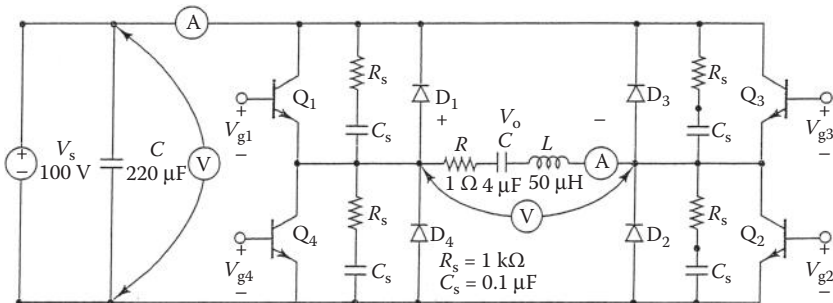 A
R_s
C_s
Q_1
V_g1
+
−
D_1
+
V_o
−
D_3
R_s
C_s
Q_3
V_g3
+
−
V_s
100 V
+
−
C
220 μF
V
R
1 Ω
C
4 μF
L
50 μH
A
V
Q_4
V_g4
+
−
R_s
C_s
D_4
R_s = 1 kΩ
C_s = 0.1 μF
D_2
R_s
C_s
Q_2
V_g2
+
−